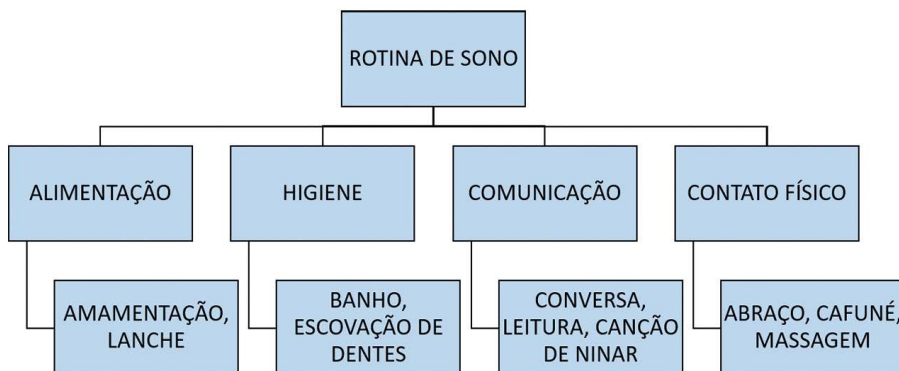 ROTINA DE SONO
ALIMENTAÇÃO
HIGIENE
COMUNICAÇÃO
CONTATO FÍSICO
AMAMENTAÇÃO,
LANCHE
BANHO,
ESCOVAÇÃO DE
DENTES
CONVERSA,
LEITURA, CANÇÃO
DE NINAR
ABRAÇO, CAFUNÉ,
MASSAGEM